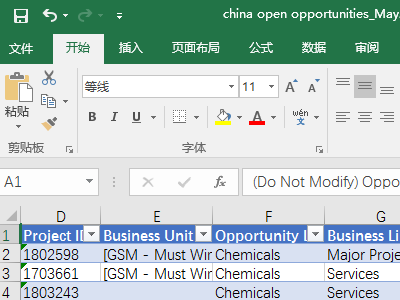 china open opportunities_May
文件 开始 插入 页面布局 公式 数据 审阅
等线 11 A A
粘贴 B I U A wén 文
剪贴板 字体
A1 fx (Do Not Modify) Oppo
D E F G
1 Project I Business Unit Opportunity Business Li
2 1802598 [GSM - Must Wir Chemicals Major Proje
3 1703661 [GSM - Must Wir Chemicals Services
1803243 Chemicals Services